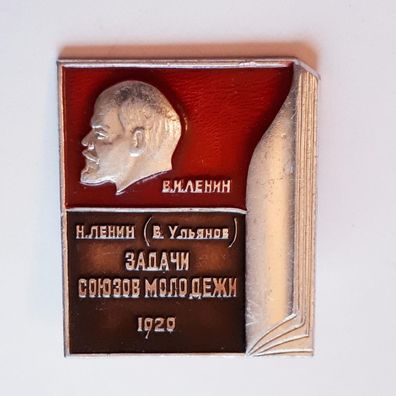 В.И.ЛЕНИН
Н.ЛЕНИН (В. Ульянов)
ЗАДАЧИ
СОЮЗОВ МОЛОДЕЖИ
1920